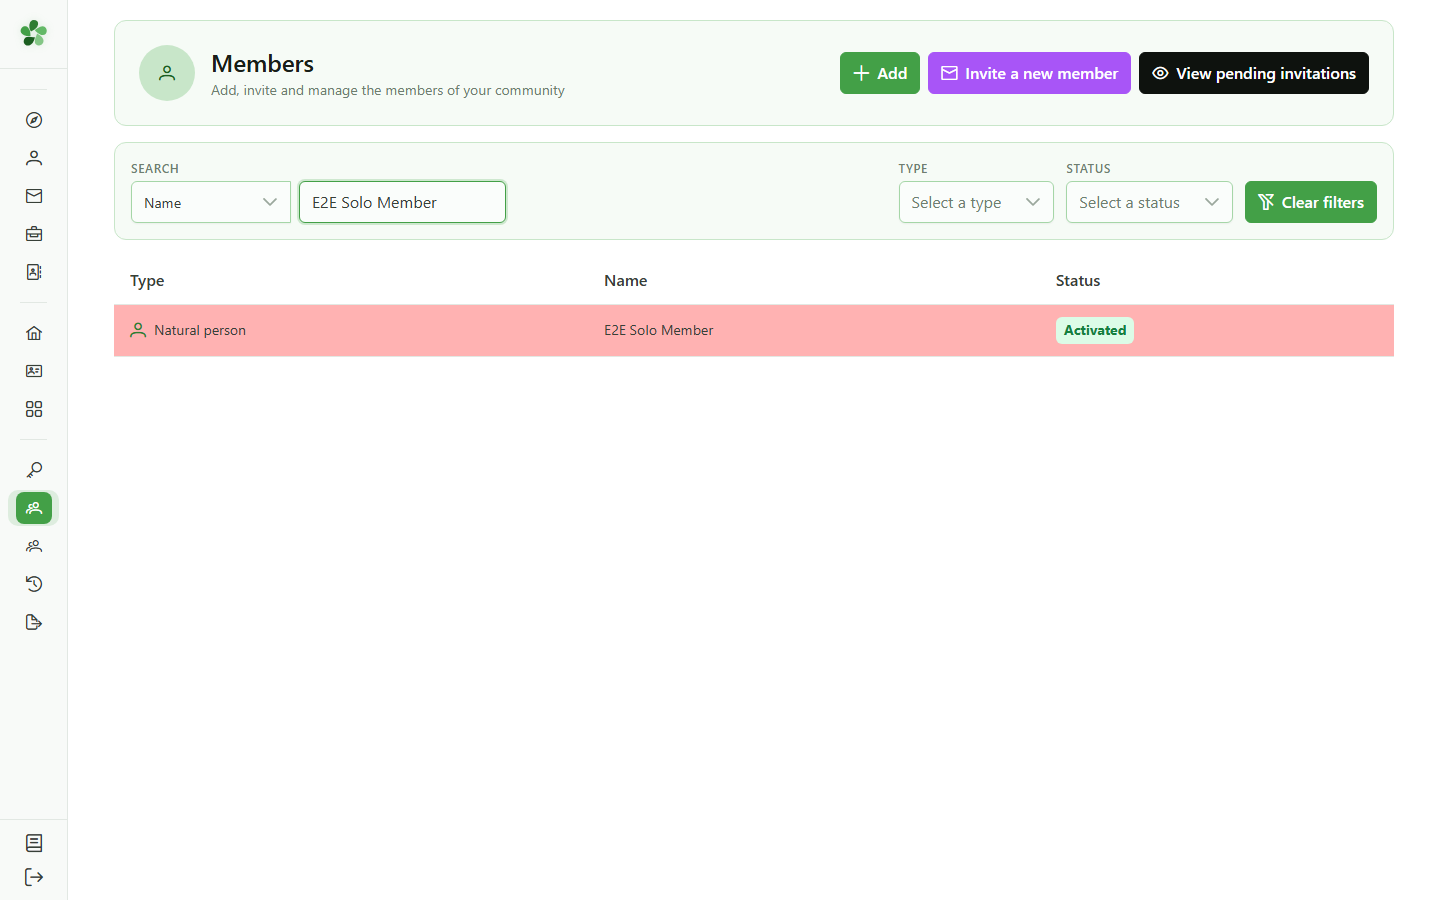 Members
Add, invite and manage the members of your community
Add
Invite a new member
View pending invitations
SEARCH
Name
E2E Solo Member
TYPE
Select a type
STATUS
Select a status
Clear filters
Type Name Status
Natural person E2E Solo Member Activated